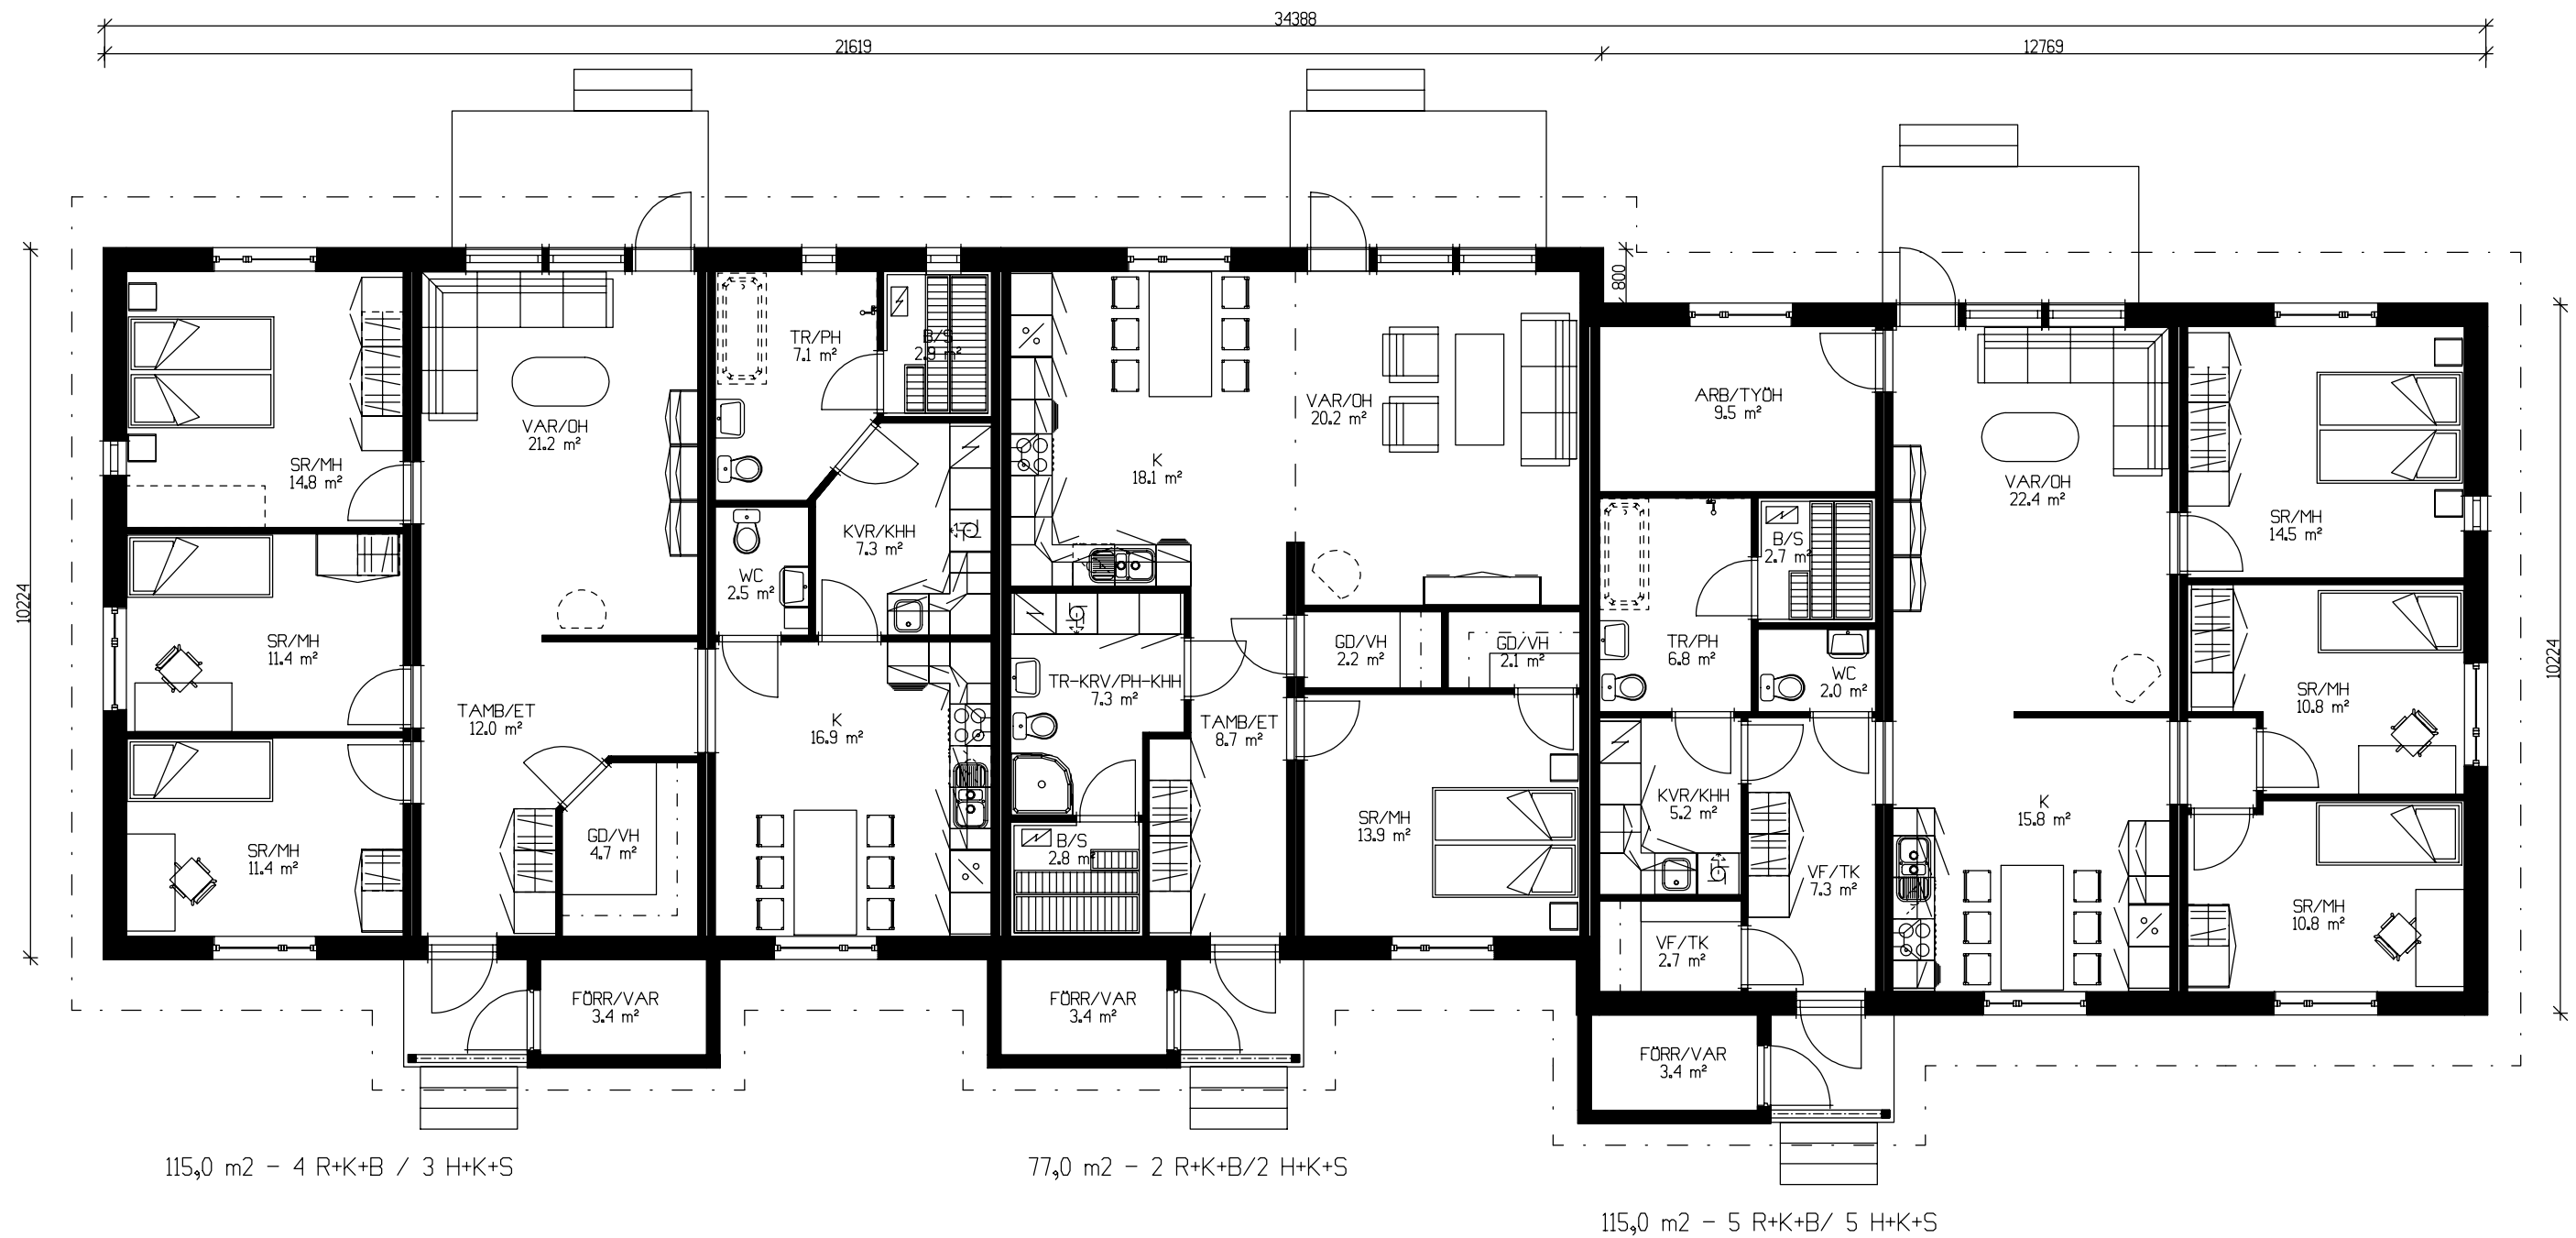 34388
21619
12769
800
10224
10224
SR/MH
14.8 m²
VAR/OH
21.2 m²
TR/PH
7.1 m²
B/S
2.9 m²
KVR/KHH
7.3 m²
WC
2.5 m²
SR/MH
11.4 m²
SR/MH
11.4 m²
TAMB/ET
12.0 m²
GD/VH
4.7 m²
K
16.9 m²
FÖRR/VAR
3.4 m²
K
18.1 m²
VAR/OH
20.2 m²
TR-KRV/PH-KHH
7.3 m²
TAMB/ET
8.7 m²
GD/VH
2.2 m²
GD/VH
2.1 m²
B/S
2.8 m²
SR/MH
13.9 m²
FÖRR/VAR
3.4 m²
ARB/TYÖH
9.5 m²
VAR/OH
22.4 m²
SR/MH
14.5 m²
B/S
2.7 m²
TR/PH
6.8 m²
WC
2.0 m²
SR/MH
10.8 m²
KVR/KHH
5.2 m²
VF/TK
7.3 m²
K
15.8 m²
SR/MH
10.8 m²
VF/TK
2.7 m²
FÖRR/VAR
3.4 m²
115,0 m2 - 4 R+K+B / 3 H+K+S
77,0 m2 - 2 R+K+B/2 H+K+S
115,0 m2 - 5 R+K+B/ 5 H+K+S